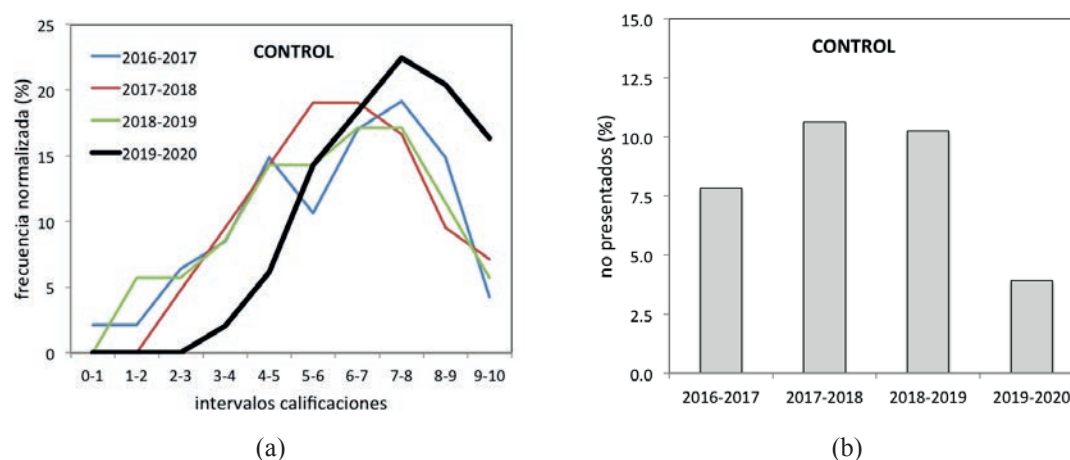 CONTROL
2016-2017
2017-2018
2018-2019
2019-2020
frecuencia normalizada (%)
25
20
15
10
5
0
0-1 1-2 2-3 3-4 4-5 5-6 6-7 7-8 8-9 9-10
intervalos calificaciones
(a)
CONTROL
no presentados (%)
15.0
12.5
10.0
7.5
5.0
2.5
0.0
2016-2017 2017-2018 2018-2019 2019-2020
(b)